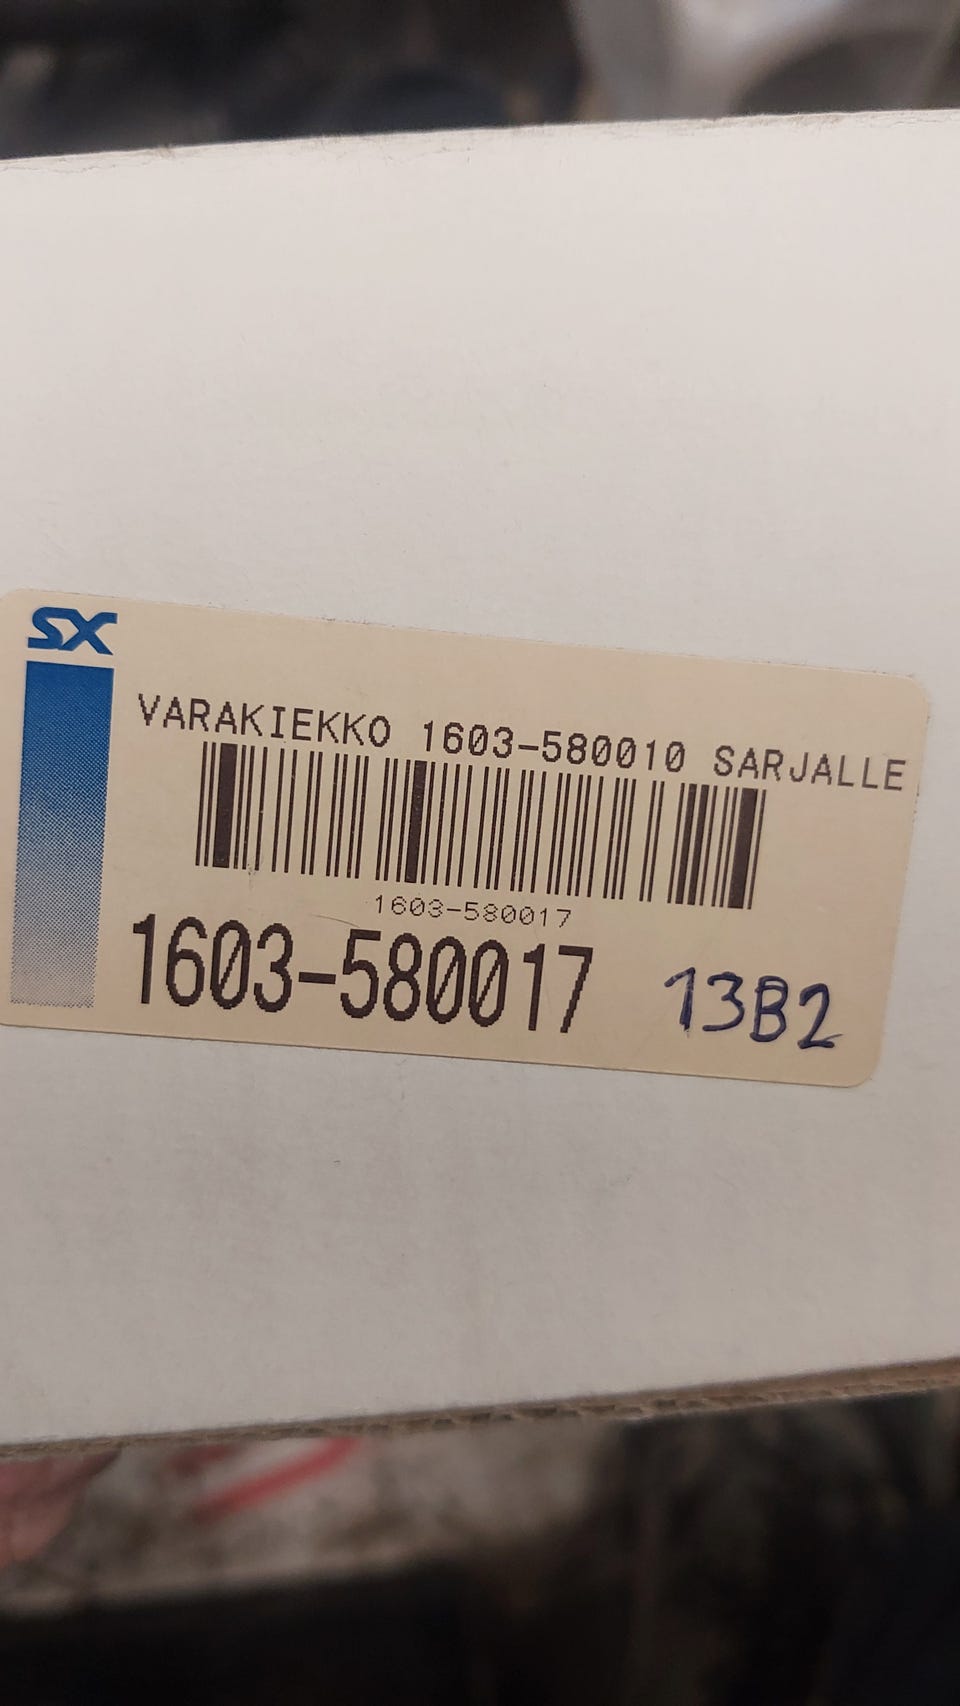 SX
VARAKIEKKO 1603-580010 SARJALLE
1603-580017
1603-580017 13B2